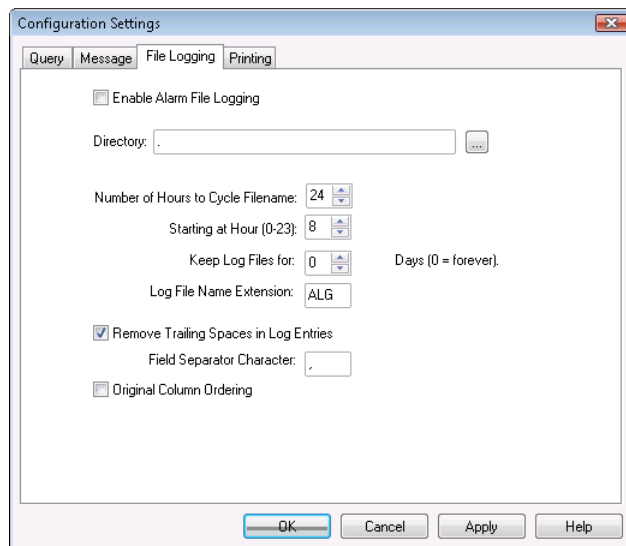 Configuration Settings
Query Message File Logging Printing
Enable Alarm File Logging
Directory: . ...
Number of Hours to Cycle Filename: 24
Starting at Hour (0-23): 8
Keep Log Files for: 0 Days (0 = forever).
Log File Name Extension: ALG
Remove Trailing Spaces in Log Entries
Field Separator Character: ,
Original Column Ordering
OK Cancel Apply Help